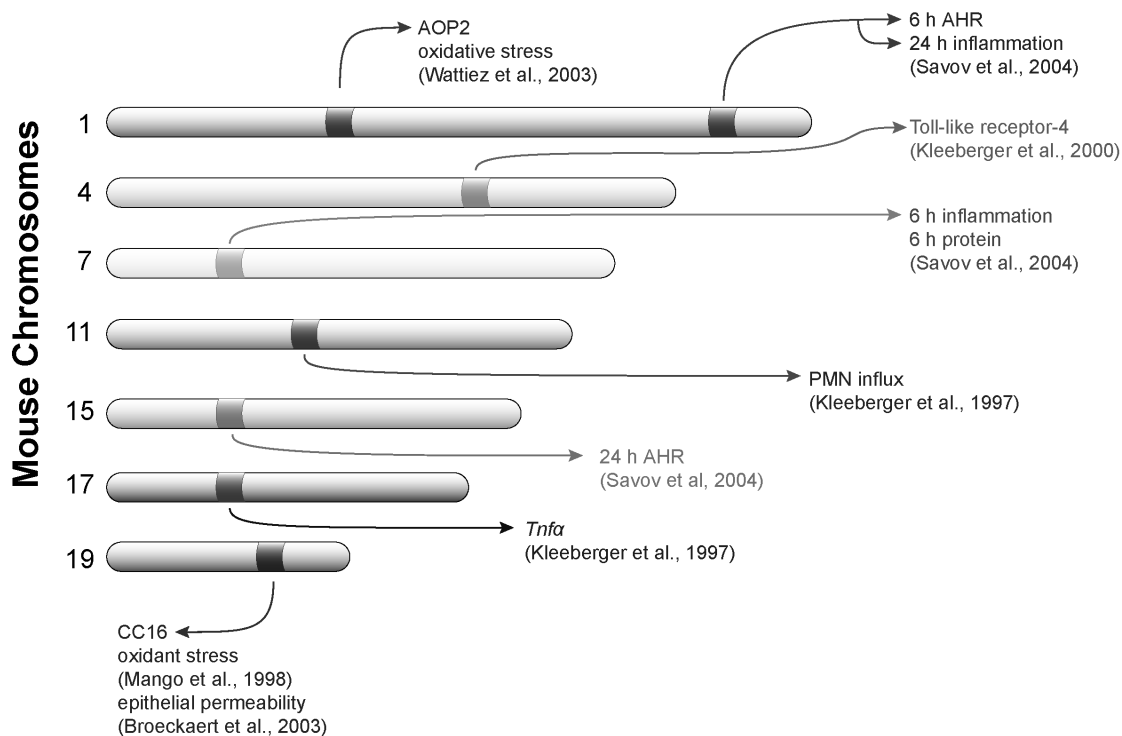 Mouse Chromosomes
AOP2
oxidative stress
(Wattiez et al., 2003)
6 h AHR
24 h inflammation
(Savov et al., 2004)
1
Toll-like receptor-4
(Kleeberger et al., 2000)
4
6 h inflammation
6 h protein
(Savov et al., 2004)
7
11
PMN influx
(Kleeberger et al., 1997)
15
24 h AHR
(Savov et al, 2004)
17
Tnfα
(Kleeberger et al., 1997)
19
CC16
oxidant stress
(Mango et al., 1998)
epithelial permeability
(Broeckaert et al., 2003)